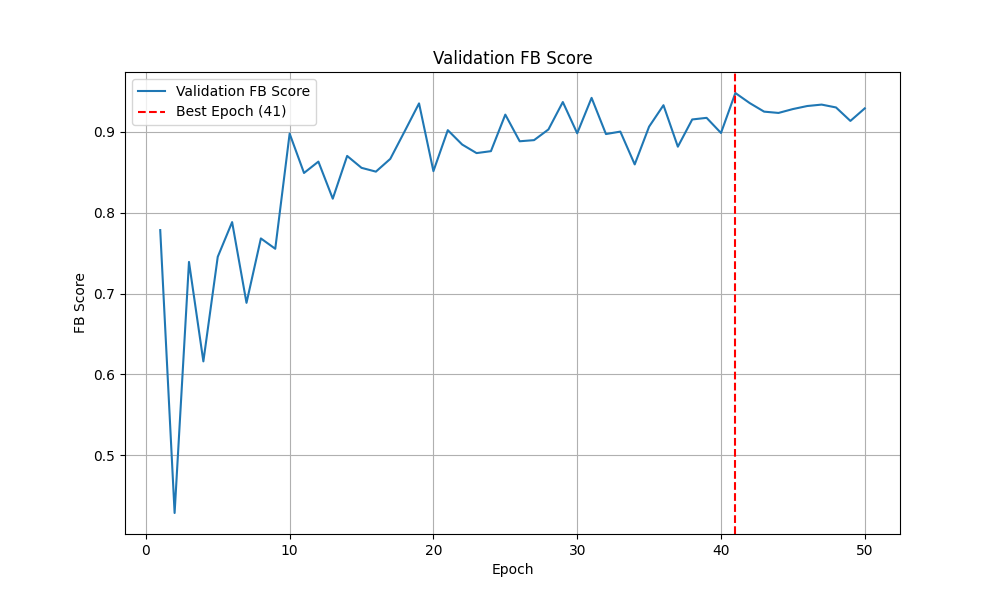 Validation FB Score
Validation FB Score
Best Epoch (41)
0.9
0.8
0.7
0.6
0.5
FB Score
0 10 20 30 40 50
Epoch